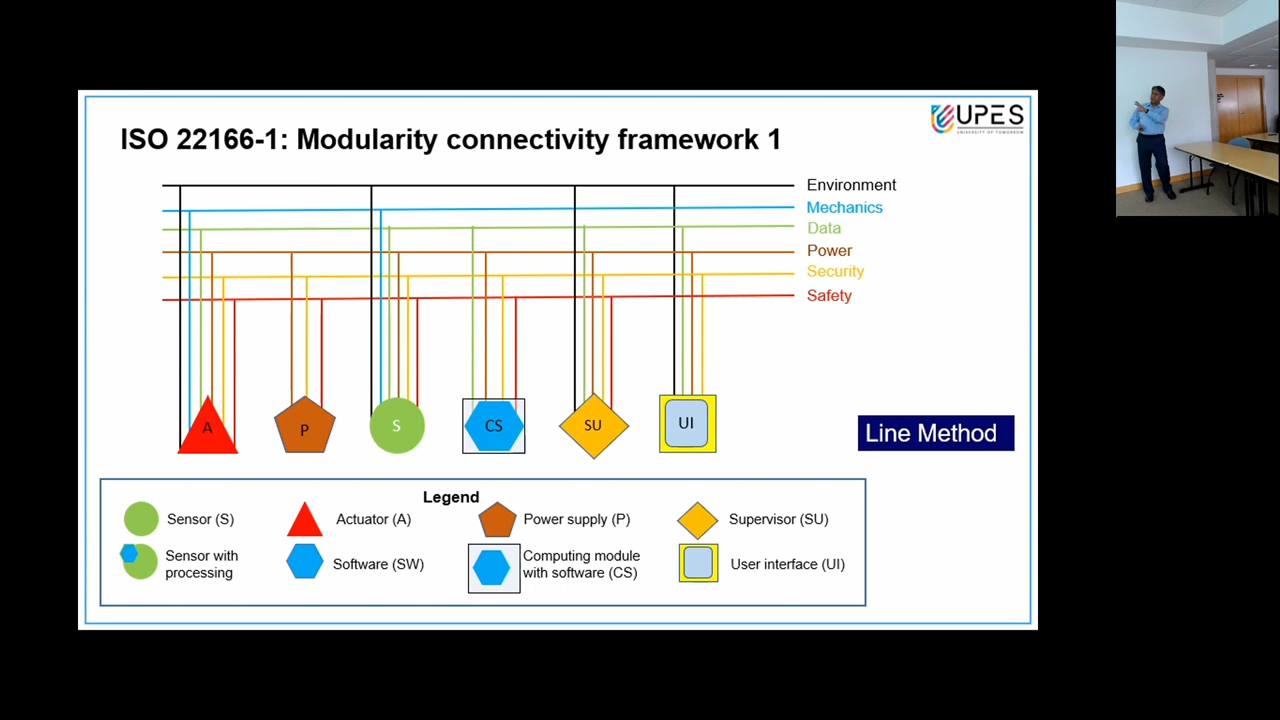 UPES
UNIVERSITY OF TOMORROW
ISO 22166-1: Modularity connectivity framework 1
Environment
Mechanics
Data
Power
Security
Safety
A
P
S
CS
SU
UI
Line Method
Legend
Sensor (S)
Actuator (A)
Power supply (P)
Supervisor (SU)
Sensor with
processing
Software (SW)
Computing module
with software (CS)
User interface (UI)